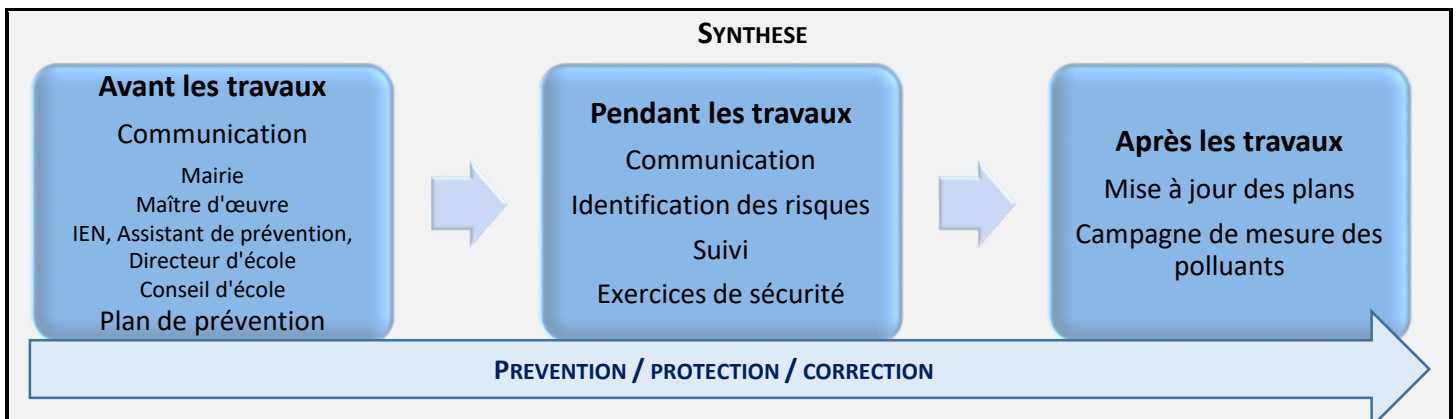 SYNTHESE
Avant les travaux
Communication
Mairie
Maître d'œuvre
IEN, Assistant de prévention,
Directeur d'école
Conseil d'école
Plan de prévention
Pendant les travaux
Communication
Identification des risques
Suivi
Exercices de sécurité
Après les travaux
Mise à jour des plans
Campagne de mesure des
polluants
PREVENTION / PROTECTION / CORRECTION